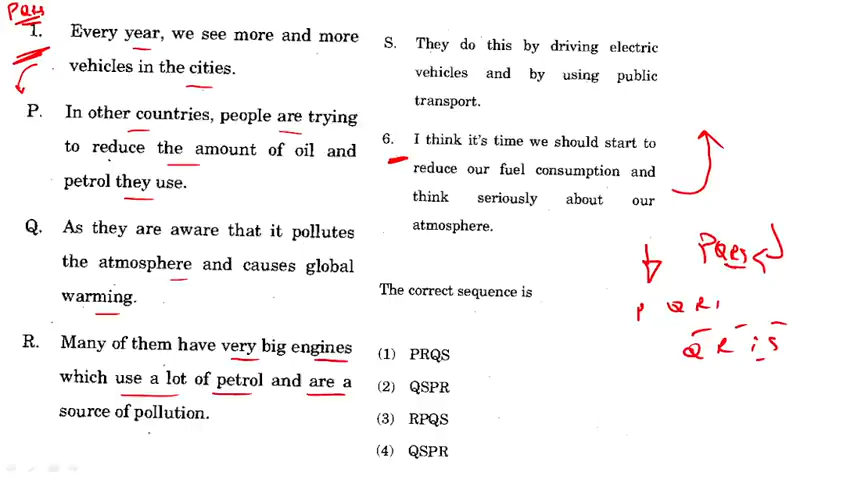 PQRS
1. Every year, we see more and more
vehicles in the cities.
P. In other countries, people are trying
to reduce the amount of oil and
petrol they use.
Q. As they are aware that it pollutes
the atmosphere and causes global
warming.
R. Many of them have very big engines
which use a lot of petrol and are a
source of pollution.
S. They do this by driving electric
vehicles and by using public
transport.
6. I think it's time we should start to
reduce our fuel consumption and
think seriously about our
atmosphere.
The correct sequence is
(1) PRQS
(2) QSPR
(3) RPQS
(4) QSPR
PQRS
P QRS